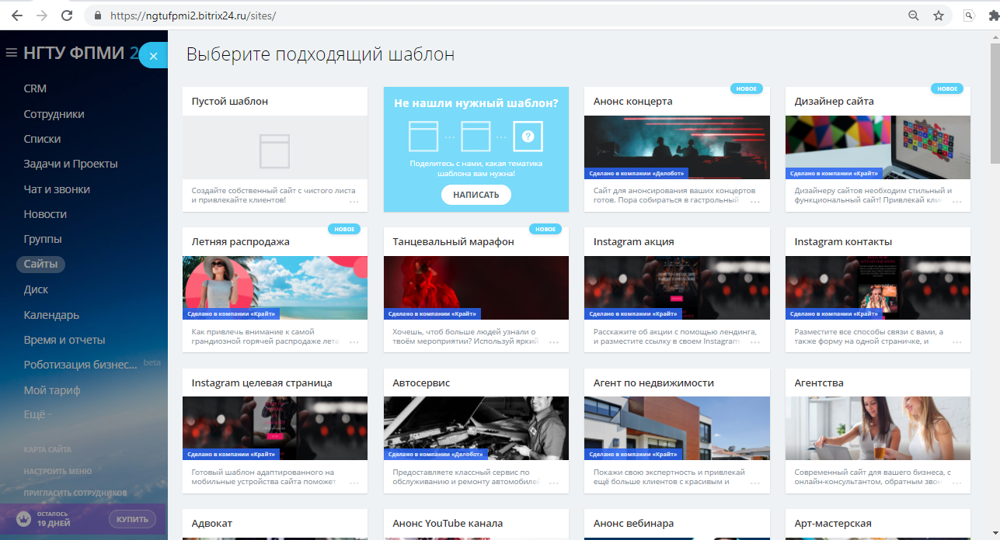 https://ngtufpmi2.bitrix24.ru/sites/
НГТУ ФПМИ 2
Выберите подходящий шаблон
CRM
Сотрудники
Списки
Задачи и Проекты
Чат и звонки
Новости
Группы
Сайты
Диск
Календарь
Время и отчеты
Роботизация бизнес... beta
Мой тариф
Ещё -
КАРТА САЙТА
НАСТРОИТЬ МЕНЮ
ПРИГЛАСИТЬ СОТРУДНИКОВ
ОСТАЛОСЬ
19 ДНЕЙ
КУПИТЬ
Пустой шаблон
Создайте собственный сайт с чистого листа
и привлекайте клиентов!
...
Не нашли нужный шаблон?
?
Поделитесь с нами, какая тематика
шаблона вам нужна!
НАПИСАТЬ
НОВОЕ
Анонс концерта
Сделано в компании «Делобот»
Сайт для анонсирования ваших концертов
готов. Пора собираться в гастрольный ...
НОВОЕ
Дизайнер сайта
Сделано в компании «Крайт»
Дизайнеру сайтов необходим стильный и
функциональный сайт! Привлекай кли ...
НОВОЕ
Летняя распродажа
Сделано в компании «Крайт»
Как привлечь внимание к самой
грандиозной горячей распродаже лета ...
НОВОЕ
Танцевальный марафон
Сделано в компании «Крайт»
Хочешь, чтоб больше людей узнали о
твоём мероприятии? Используй яркий ...
Instagram акция
Сделано в компании «Крайт»
Расскажите об акции с помощью лендинга,
и разместите ссылку в своем Instagram- ...
Instagram контакты
Сделано в компании «Крайт»
Разместите все способы связи с вами, а
также форму на одной страничке, и ...
Instagram целевая страница
Сделано в компании «Крайт»
Готовый шаблон адаптированного на
мобильные устройства сайта поможет ...
Автосервис
Сделано в компании «Делобот»
Предоставляете классный сервис по
обслуживанию и ремонту автомобилей ...
Агент по недвижимости
Сделано в компании «Крайт»
Покажи свою экспертность и привлекай
ещё больше клиентов с красивым и ...
Агентства
Современный сайт для вашего бизнеса, с
онлайн-консультантом, обратным звон ...
Адвокат
Анонс YouTube канала
Анонс вебинара
Арт-мастерская